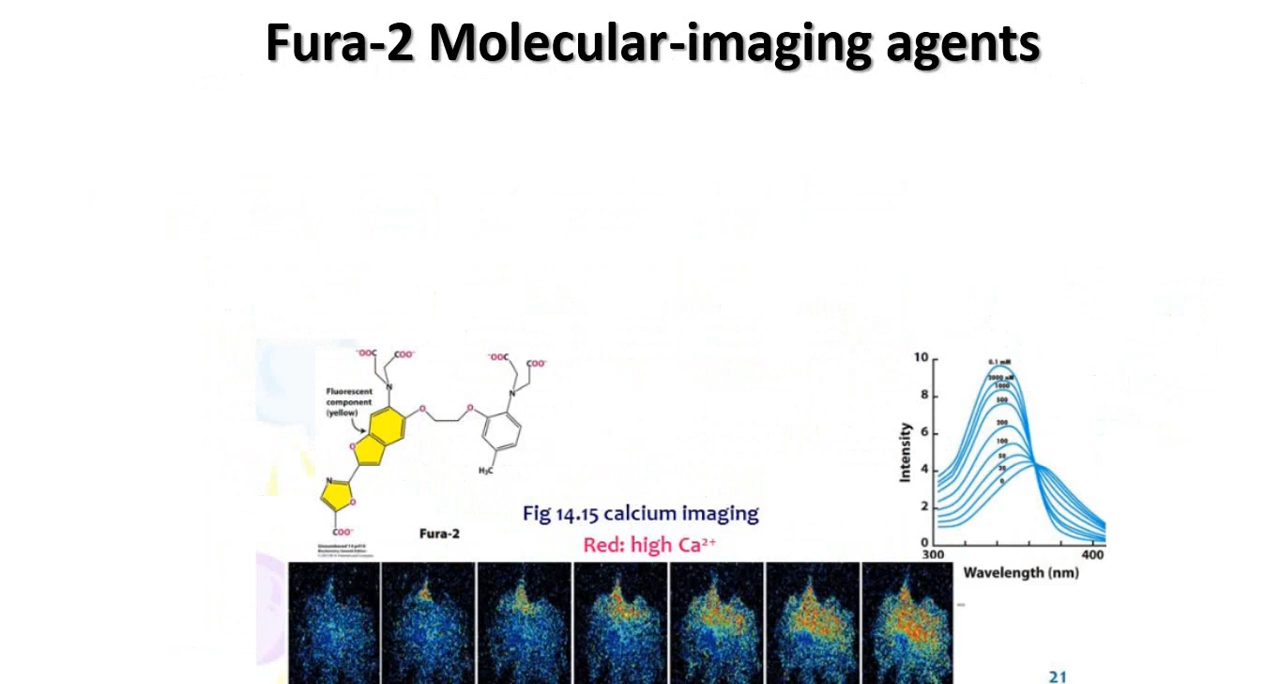 Fura-2 Molecular-imaging agents
⁻OOC
COO⁻
⁻OOC
COO⁻
Fluorescent
component
(yellow)
N
O
O
N
O
H₃C
N
O
COO⁻
Fura-2
Fig 14.15 calcium imaging
Red: high Ca²⁺
10
8
6
4
2
0
Intensity
0.1 mM
2000 nM
1000
500
200
100
50
20
0
300
400
Wavelength (nm)
21